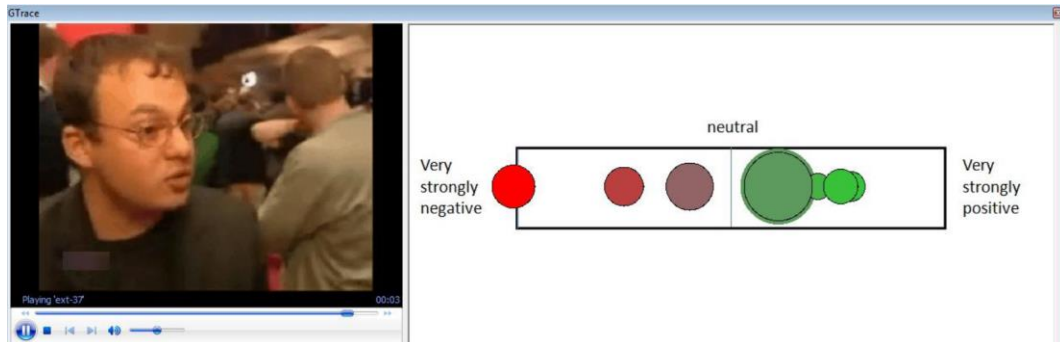 GTrace
neutral
Very
strongly
negative
Very
strongly
positive
Playing 'ext-37'
00:03